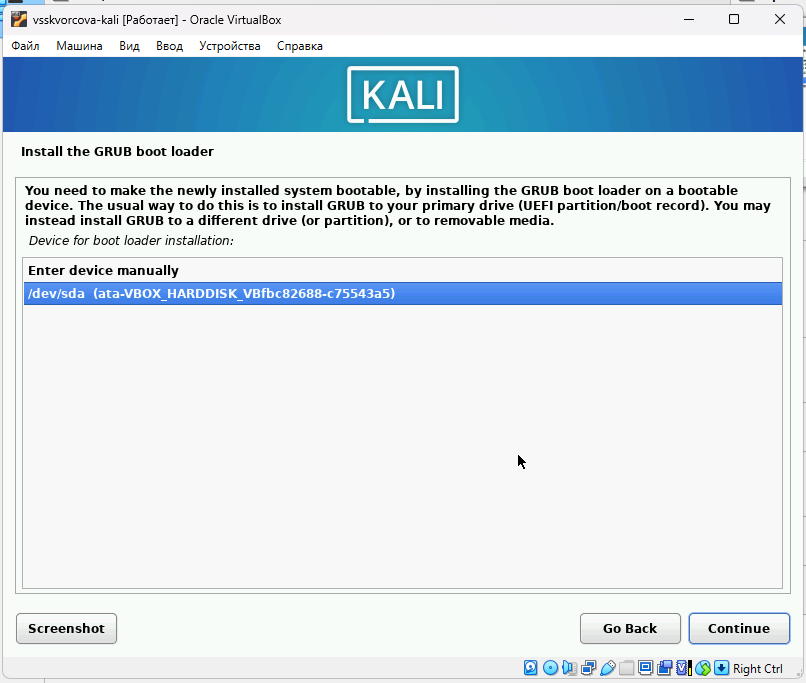 vsskvorcova-kali [Работает] - Oracle VirtualBox
Файл Машина Вид Ввод Устройства Справка
KALI
Install the GRUB boot loader
You need to make the newly installed system bootable, by installing the GRUB boot loader on a bootable
device. The usual way to do this is to install GRUB to your primary drive (UEFI partition/boot record). You may
instead install GRUB to a different drive (or partition), or to removable media.
Device for boot loader installation:
Enter device manually
/dev/sda (ata-VBOX_HARDDISK_VBfbc82688-c75543a5)
Screenshot Go Back Continue
Right Ctrl